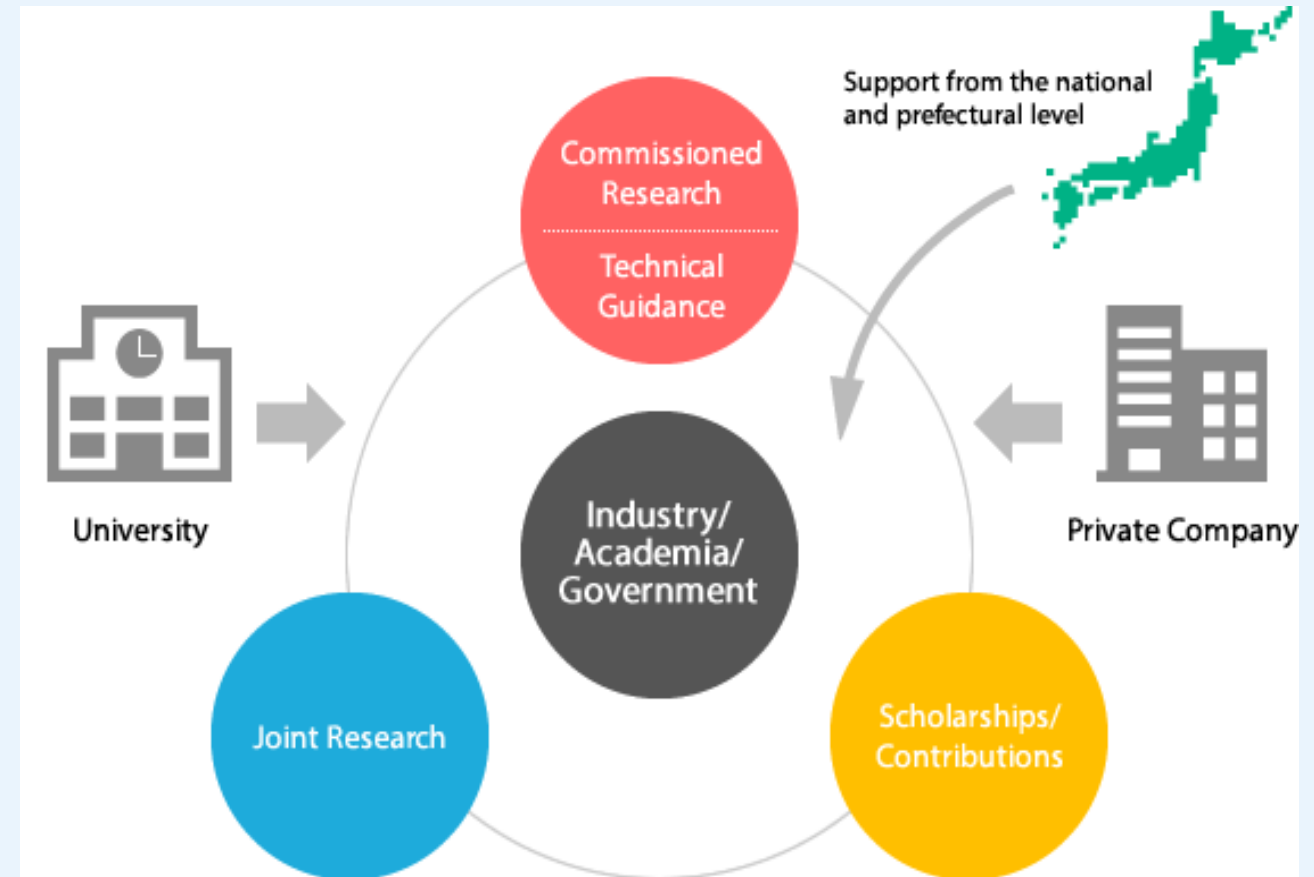 Support from the national
and prefectural level
Commissioned
Research
Technical
Guidance
University
Industry/
Academia/
Government
Private Company
Joint Research
Scholarships/
Contributions